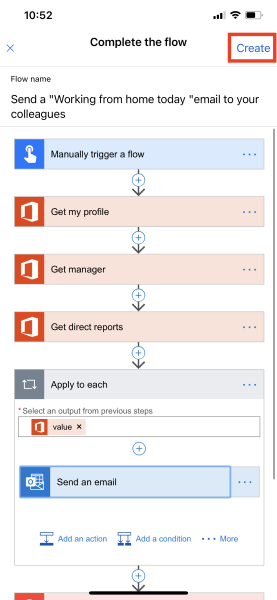 10:52
Complete the flow
Create
Flow name
Send a "Working from home today "email to your
colleagues
Manually trigger a flow
Get my profile
Get manager
Get direct reports
Apply to each
* Select an output from previous steps
value
Send an email
Add an action
Add a condition
More